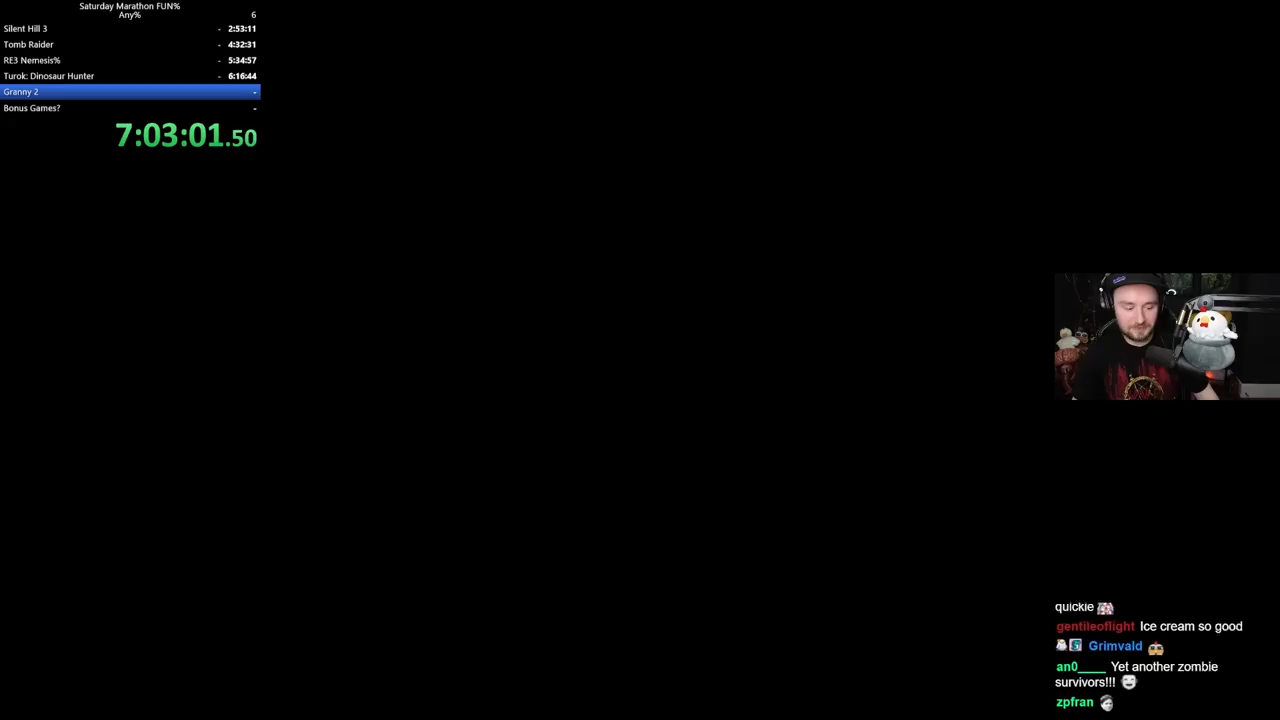 Saturday Marathon FUN%
Any% 6
Silent Hill 3 - 2:53:11
Tomb Raider - 4:32:31
RE3 Nemesis% - 5:34:57
Turok: Dinosaur Hunter - 6:16:44
Granny 2 -
Bonus Games? -
7:03:01.50
quickie
gentileoflight Ice cream so good
Grimvald
an0____ Yet another zombie
survivors!!!
zpfran